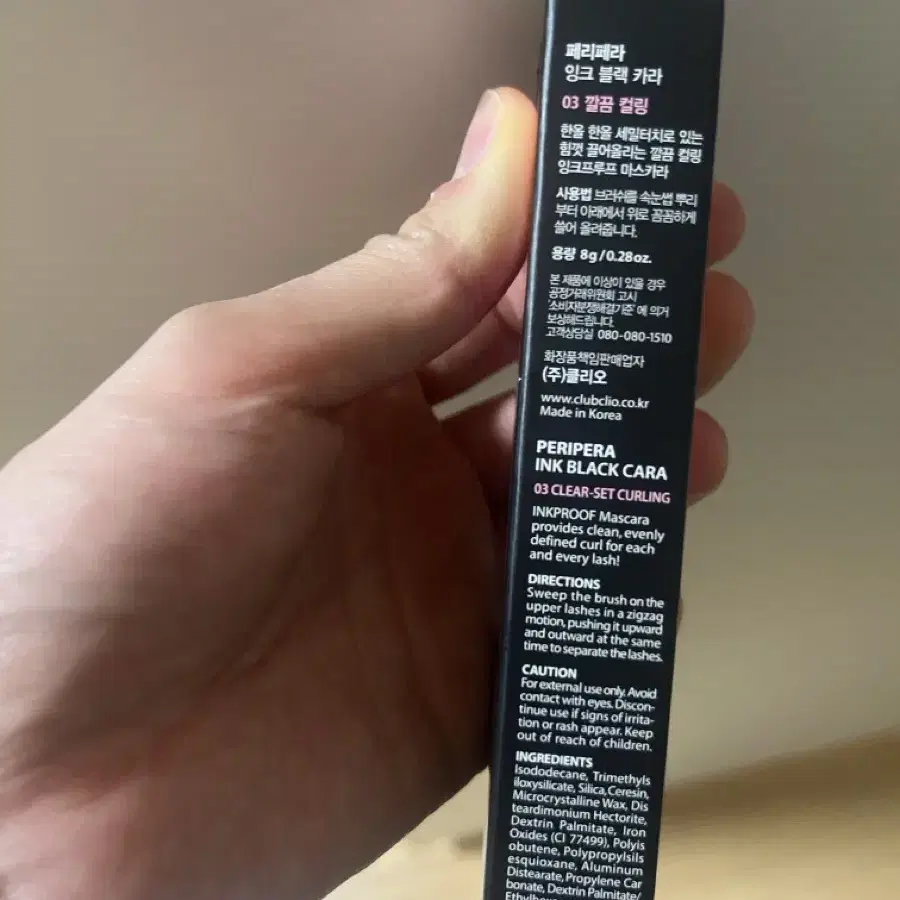 페리페라
잉크 블랙 카라
03 깔끔 컬링
한올 한올 세밀터치로 있는
힘껏 끌어올리는 깔끔 컬링
잉크프루프 마스카라
사용법 브러쉬를 속눈썹 뿌리
부터 아래에서 위로 꼼꼼하게
쓸어 올려줍니다.
용량 8g/0.28oz.
본 제품에 이상이 있을 경우
공정거래위원회 고시
'소비자분쟁해결기준' 에 의거
보상해드립니다.
고객상담실 080-080-1510
화장품책임판매업자
(주)클리오
www.clubclio.co.kr
Made in Korea
PERIPERA
INK BLACK CARA
03 CLEAR-SET CURLING
INKPROOF Mascara
provides clean, evenly
defined curl for each
and every lash!
DIRECTIONS
Sweep the brush on the
upper lashes in a zigzag
motion, pushing it upward
and outward at the same
time to separate the lashes.
CAUTION
For external use only. Avoid
contact with eyes. Discon-
tinue use if signs of irrita-
tion or rash appear. Keep
out of reach of children.
INGREDIENTS
Isododecane, Trimethyls
iloxysilicate, Silica, Ceresin,
Microcrystalline Wax, Dis
teardimonium Hectorite,
Dextrin Palmitate, Iron
Oxides (CI 77499), Polyis
obutene, Polypropylsils
esquioxane, Aluminum
Distearate, Propylene Car
bonate, Dextrin Palmitate/